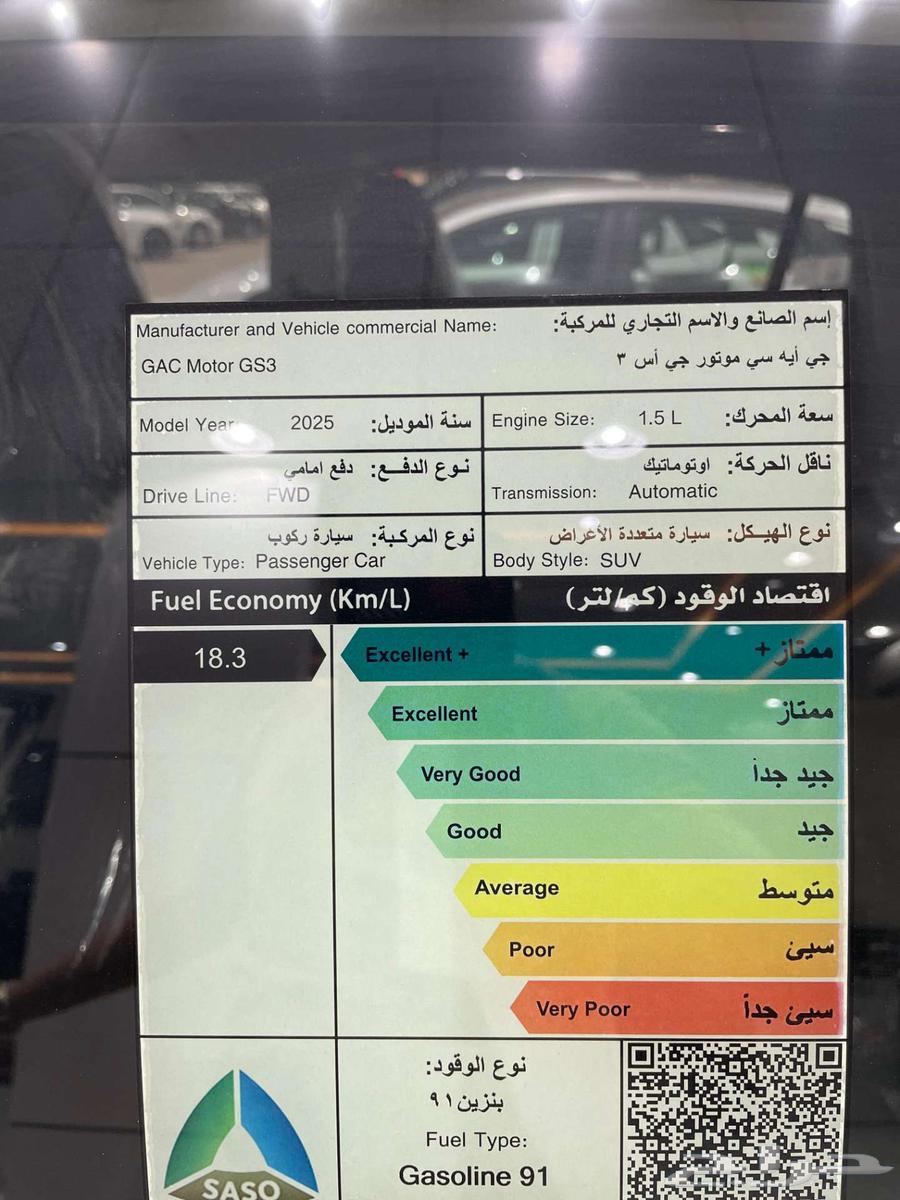 Manufacturer and Vehicle commercial Name: إسم الصانع والاسم التجاري للمركبة:
GAC Motor GS3 جي أيه سي موتور جي أس ٣
Model Year 2025 سنة الموديل:
Engine Size: 1.5 L سعة المحرك:
نوع الدفع: دفع امامي
Drive Line: FWD
ناقل الحركة: اوتوماتيك
Transmission: Automatic
نوع المركبة: سيارة ركوب
Vehicle Type: Passenger Car
نوع الهيكل: سيارة متعددة الأغراض
Body Style: SUV
Fuel Economy (Km/L) اقتصاد الوقود (كم/لتر)
18.3
Excellent + ممتاز +
Excellent ممتاز
Very Good جيد جداً
Good جيد
Average متوسط
Poor سيئ
Very Poor سيئ جداً
نوع الوقود:
بنزين ٩١
Fuel Type:
Gasoline 91
SASO
حراج